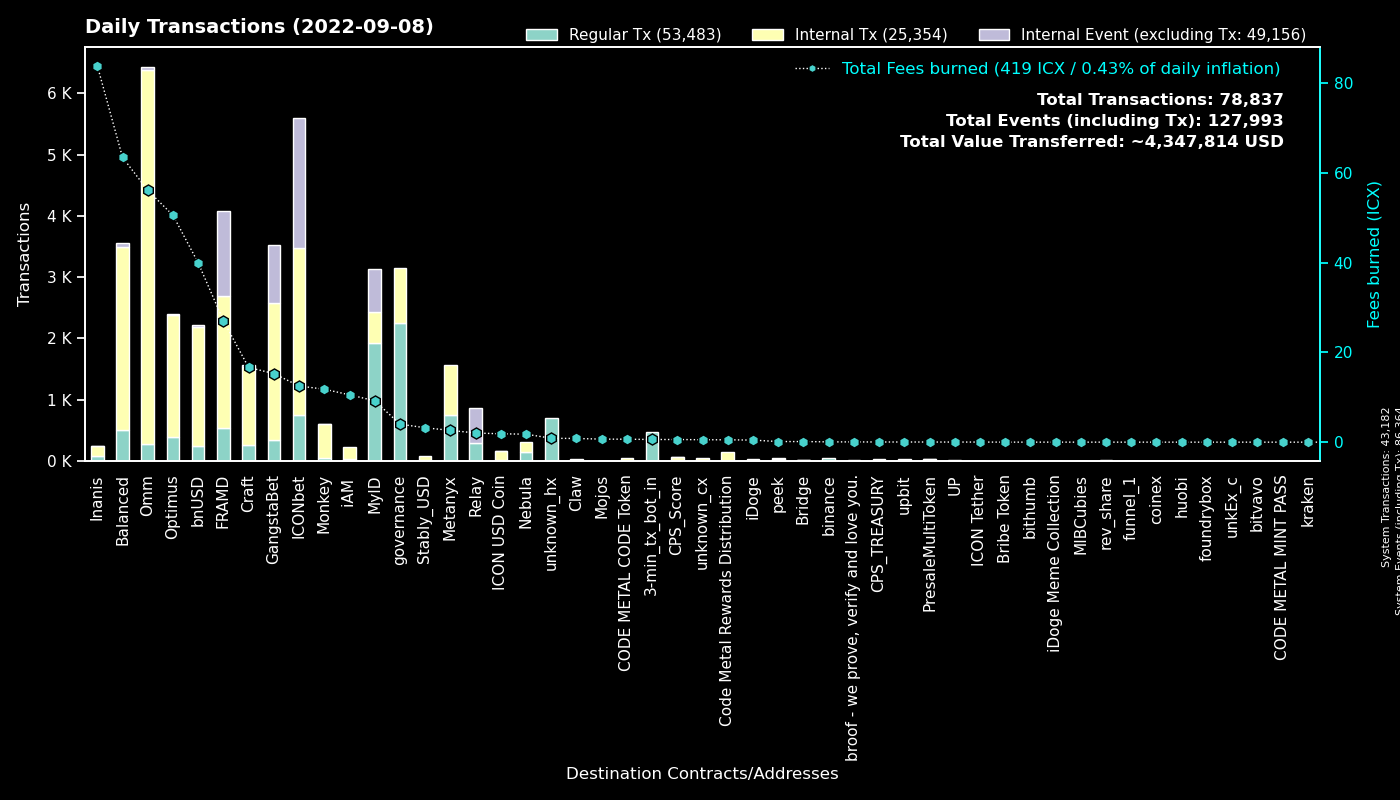 Daily Transactions (2022-09-08)
Regular Tx (53,483)
Internal Tx (25,354)
Internal Event (excluding Tx: 49,156)
Total Fees burned (419 ICX / 0.43% of daily inflation)
Total Transactions: 78,837
Total Events (including Tx): 127,993
Total Value Transferred: ~4,347,814 USD
Transactions
6 K
5 K
4 K
3 K
2 K
1 K
0 K
80
60
40
20
0
Fees burned (ICX)
System Transactions: 43,182
System Events (including Tx): 86,364
Inanis
Balanced
Omm
Optimus
bnUSD
FRAMD
Craft
GangstaBet
ICONbet
Monkey
iAM
MyID
governance
Stably_USD
Metanyx
Relay
ICON USD Coin
Nebula
unknown_hx
Claw
Mojos
CODE METAL CODE Token
3-min_tx_bot_in
CPS_Score
unknown_cx
Code Metal Rewards Distribution
iDoge
peek
Bridge
binance
broof - we prove, verify and love you.
CPS_TREASURY
upbit
PresaleMultiToken
UP
ICON Tether
Bribe Token
bithumb
iDoge Meme Collection
MIBCubies
rev_share
funnel_1
coinex
huobi
foundrybox
unkEx_c
bitvavo
CODE METAL MINT PASS
kraken
Destination Contracts/Addresses